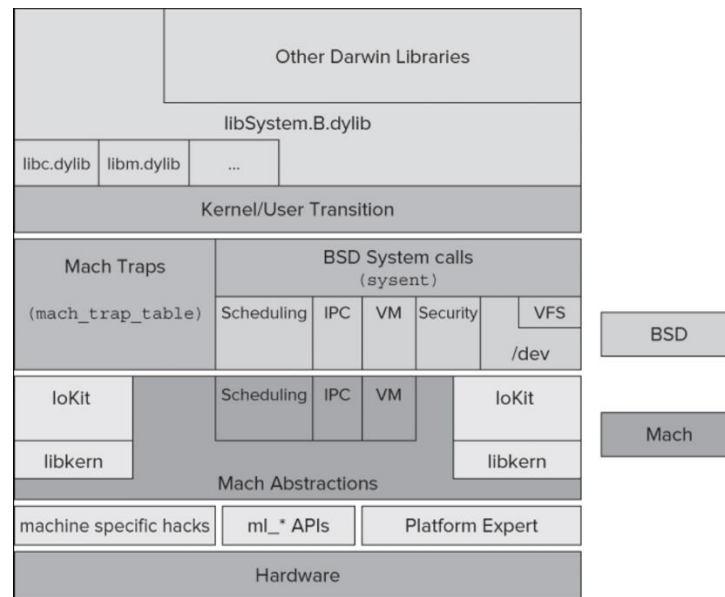 Other Darwin Libraries
libSystem.B.dylib
libc.dylib
libm.dylib
...
Kernel/User Transition
Mach Traps
(mach_trap_table)
BSD System calls
(sysent)
Scheduling
IPC
VM
Security
VFS
/dev
BSD
IoKit
Scheduling
IPC
VM
IoKit
Mach
libkern
libkern
Mach Abstractions
machine specific hacks
ml_* APIs
Platform Expert
Hardware